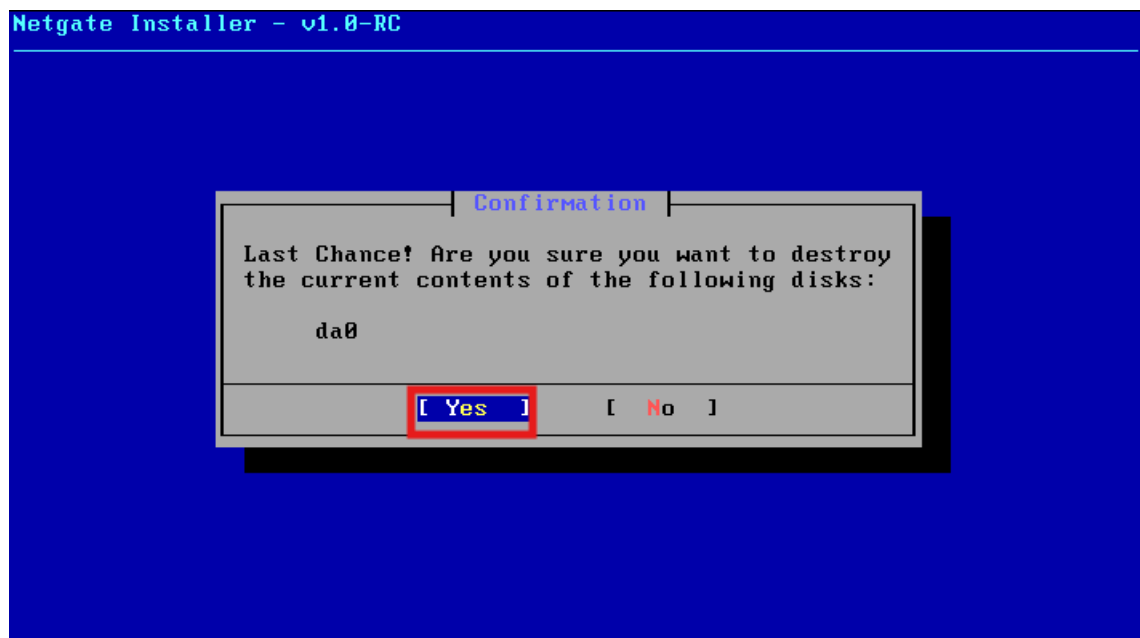 Netgate Installer - v1.0-RC
Confirmation
Last Chance! Are you sure you want to destroy
the current contents of the following disks:
da0
[ Yes ] [ No ]